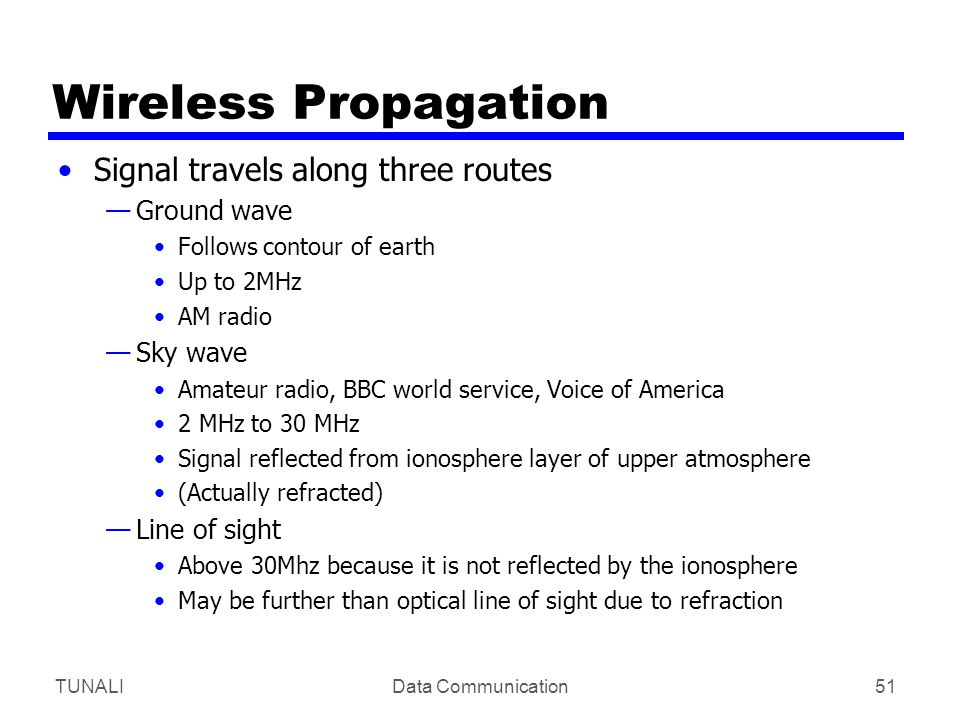 Wireless Propagation
• Signal travels along three routes
— Ground wave
• Follows contour of earth
• Up to 2MHz
• AM radio
— Sky wave
• Amateur radio, BBC world service, Voice of America
• 2 MHz to 30 MHz
• Signal reflected from ionosphere layer of upper atmosphere
• (Actually refracted)
— Line of sight
• Above 30Mhz because it is not reflected by the ionosphere
• May be further than optical line of sight due to refraction
TUNALI Data Communication 51